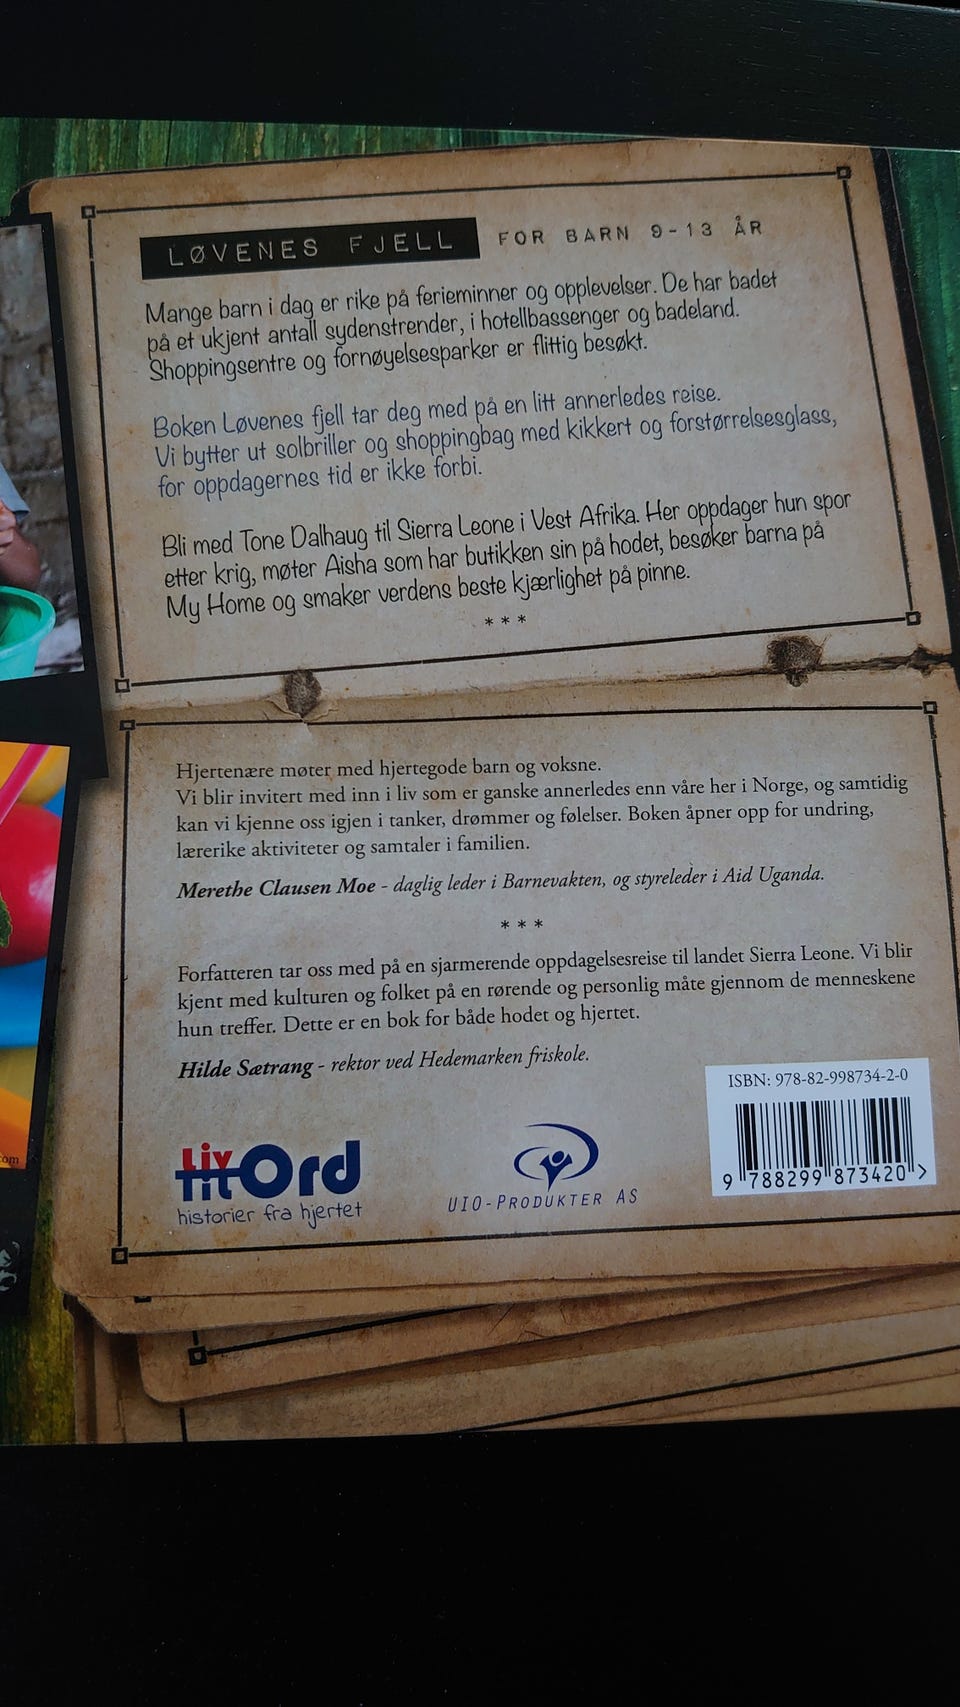 LØVENES FJELL FOR BARN 9-13 ÅR
Mange barn i dag er rike på ferieminner og opplevelser. De har badet
på et ukjent antall sydenstrender, i hotellbassenger og badeland.
Shoppingsentre og fornøyelsesparker er flittig besøkt.
Boken Løvenes fjell tar deg med på en litt annerledes reise.
Vi bytter ut solbriller og shoppingbag med kikkert og forstørrelsesglass,
for oppdagernes tid er ikke forbi.
Bli med Tone Dalhaug til Sierra Leone i Vest Afrika. Her oppdager hun spor
etter krig, møter Aisha som har butikken sin på hodet, besøker barna på
My Home og smaker verdens beste kjærlighet på pinne.
* * *
Hjertenære møter med hjertegode barn og voksne.
Vi blir invitert med inn i liv som er ganske annerledes enn våre her i Norge, og samtidig
kan vi kjenne oss igjen i tanker, drømmer og følelser. Boken åpner opp for undring,
lærerike aktiviteter og samtaler i familien.
Merethe Clausen Moe - daglig leder i Barnevakten, og styreleder i Aid Uganda.
* * *
Forfatteren tar oss med på en sjarmerende oppdagelsesreise til landet Sierra Leone. Vi blir
kjent med kulturen og folket på en rørende og personlig måte gjennom de menneskene
hun treffer. Dette er en bok for både hodet og hjertet.
Hilde Sætrang - rektor ved Hedemarken friskole.
ISBN: 978-82-998734-2-0
9 788299 873420 >
Liv
til Ord
historier fra hjertet
UIO-PRODUKTER AS
om